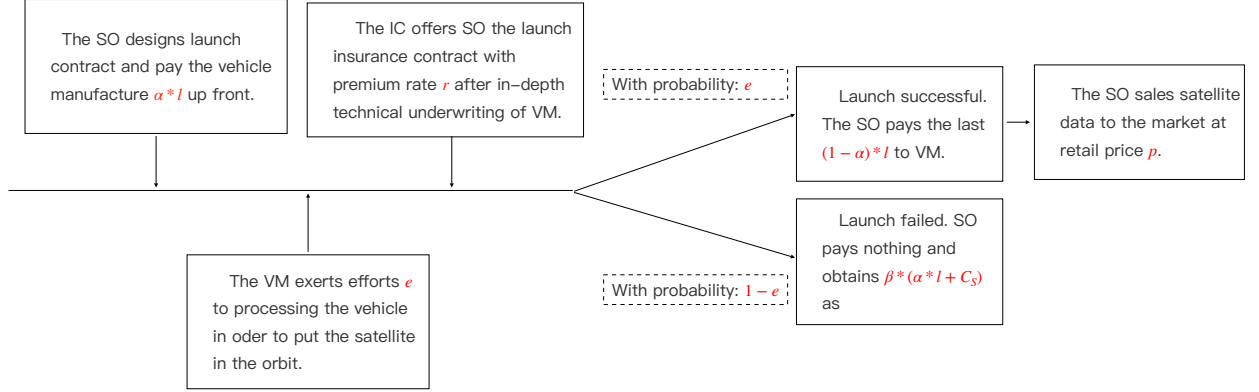 The SO designs launch
contract and pay the vehicle
manufacture α * l up front.
The IC offers SO the launch
insurance contract with
premium rate r after in-depth
technical underwriting of VM.
The VM exerts efforts e
to processing the vehicle
in oder to put the satellite
in the orbit.
With probability: e
Launch successful.
The SO pays the last
(1 − α) * l to VM.
The SO sales satellite
data to the market at
retail price p.
With probability: 1 − e
Launch failed. SO
pays nothing and
obtains β * (α * l + C_S)
as